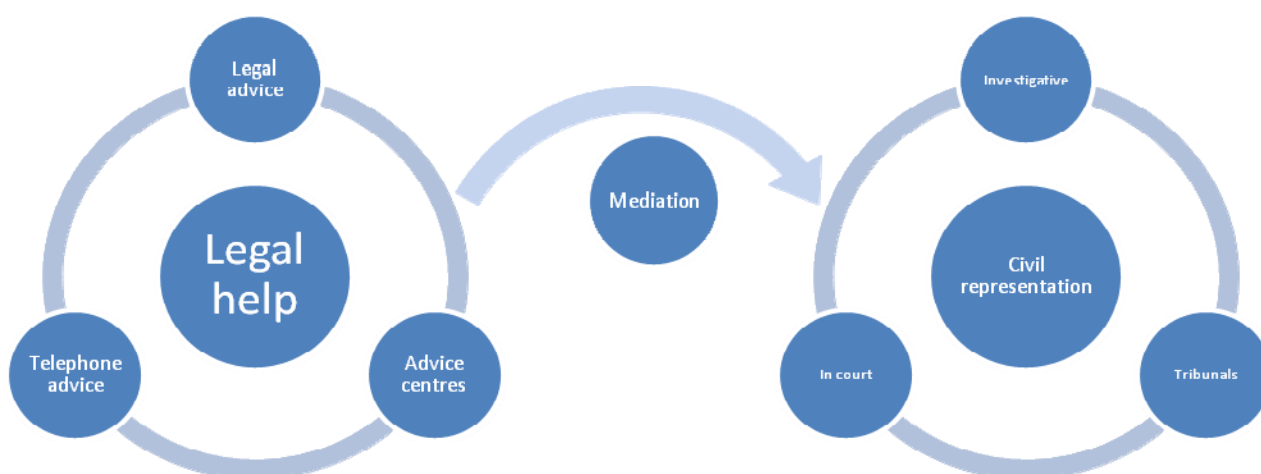 Legal
advice
Legal
help
Telephone
advice
Advice
centres
Mediation
Investigative
Civil
representation
In court
Tribunals